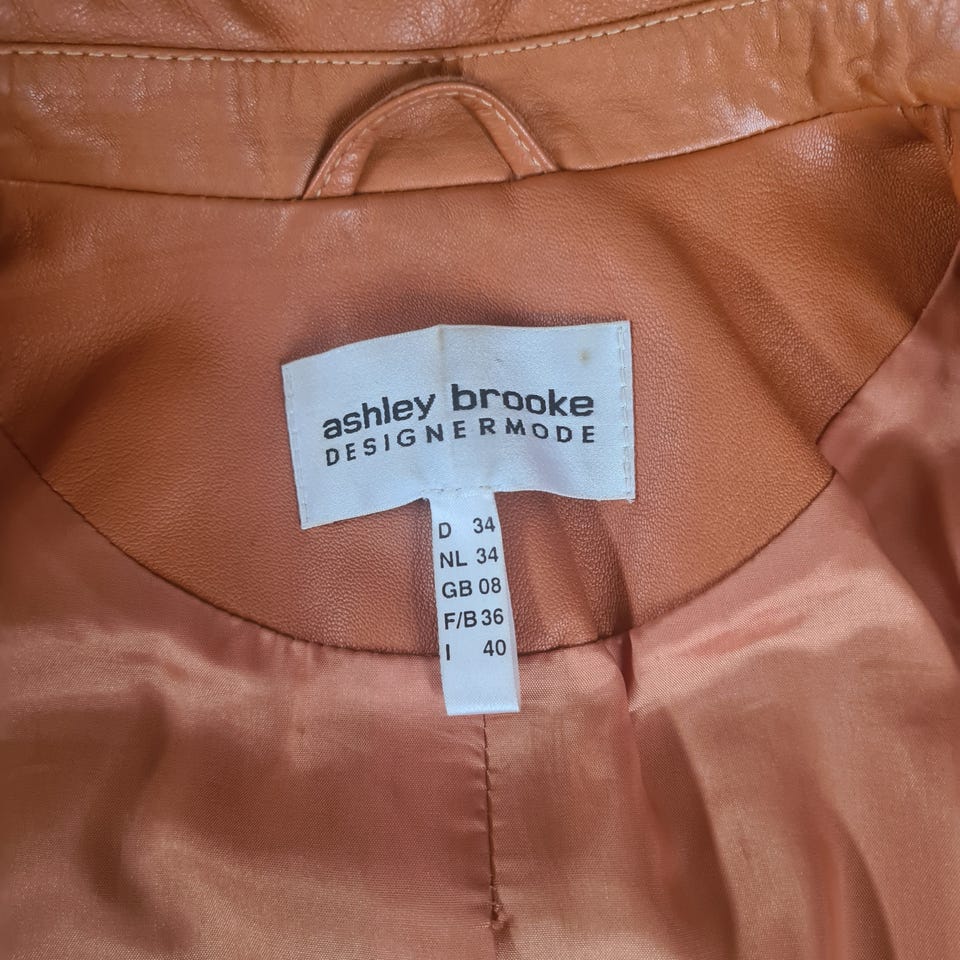 ashley brooke
DESIGNERMODE
D 34
NL 34
GB 08
F/B 36
I 40